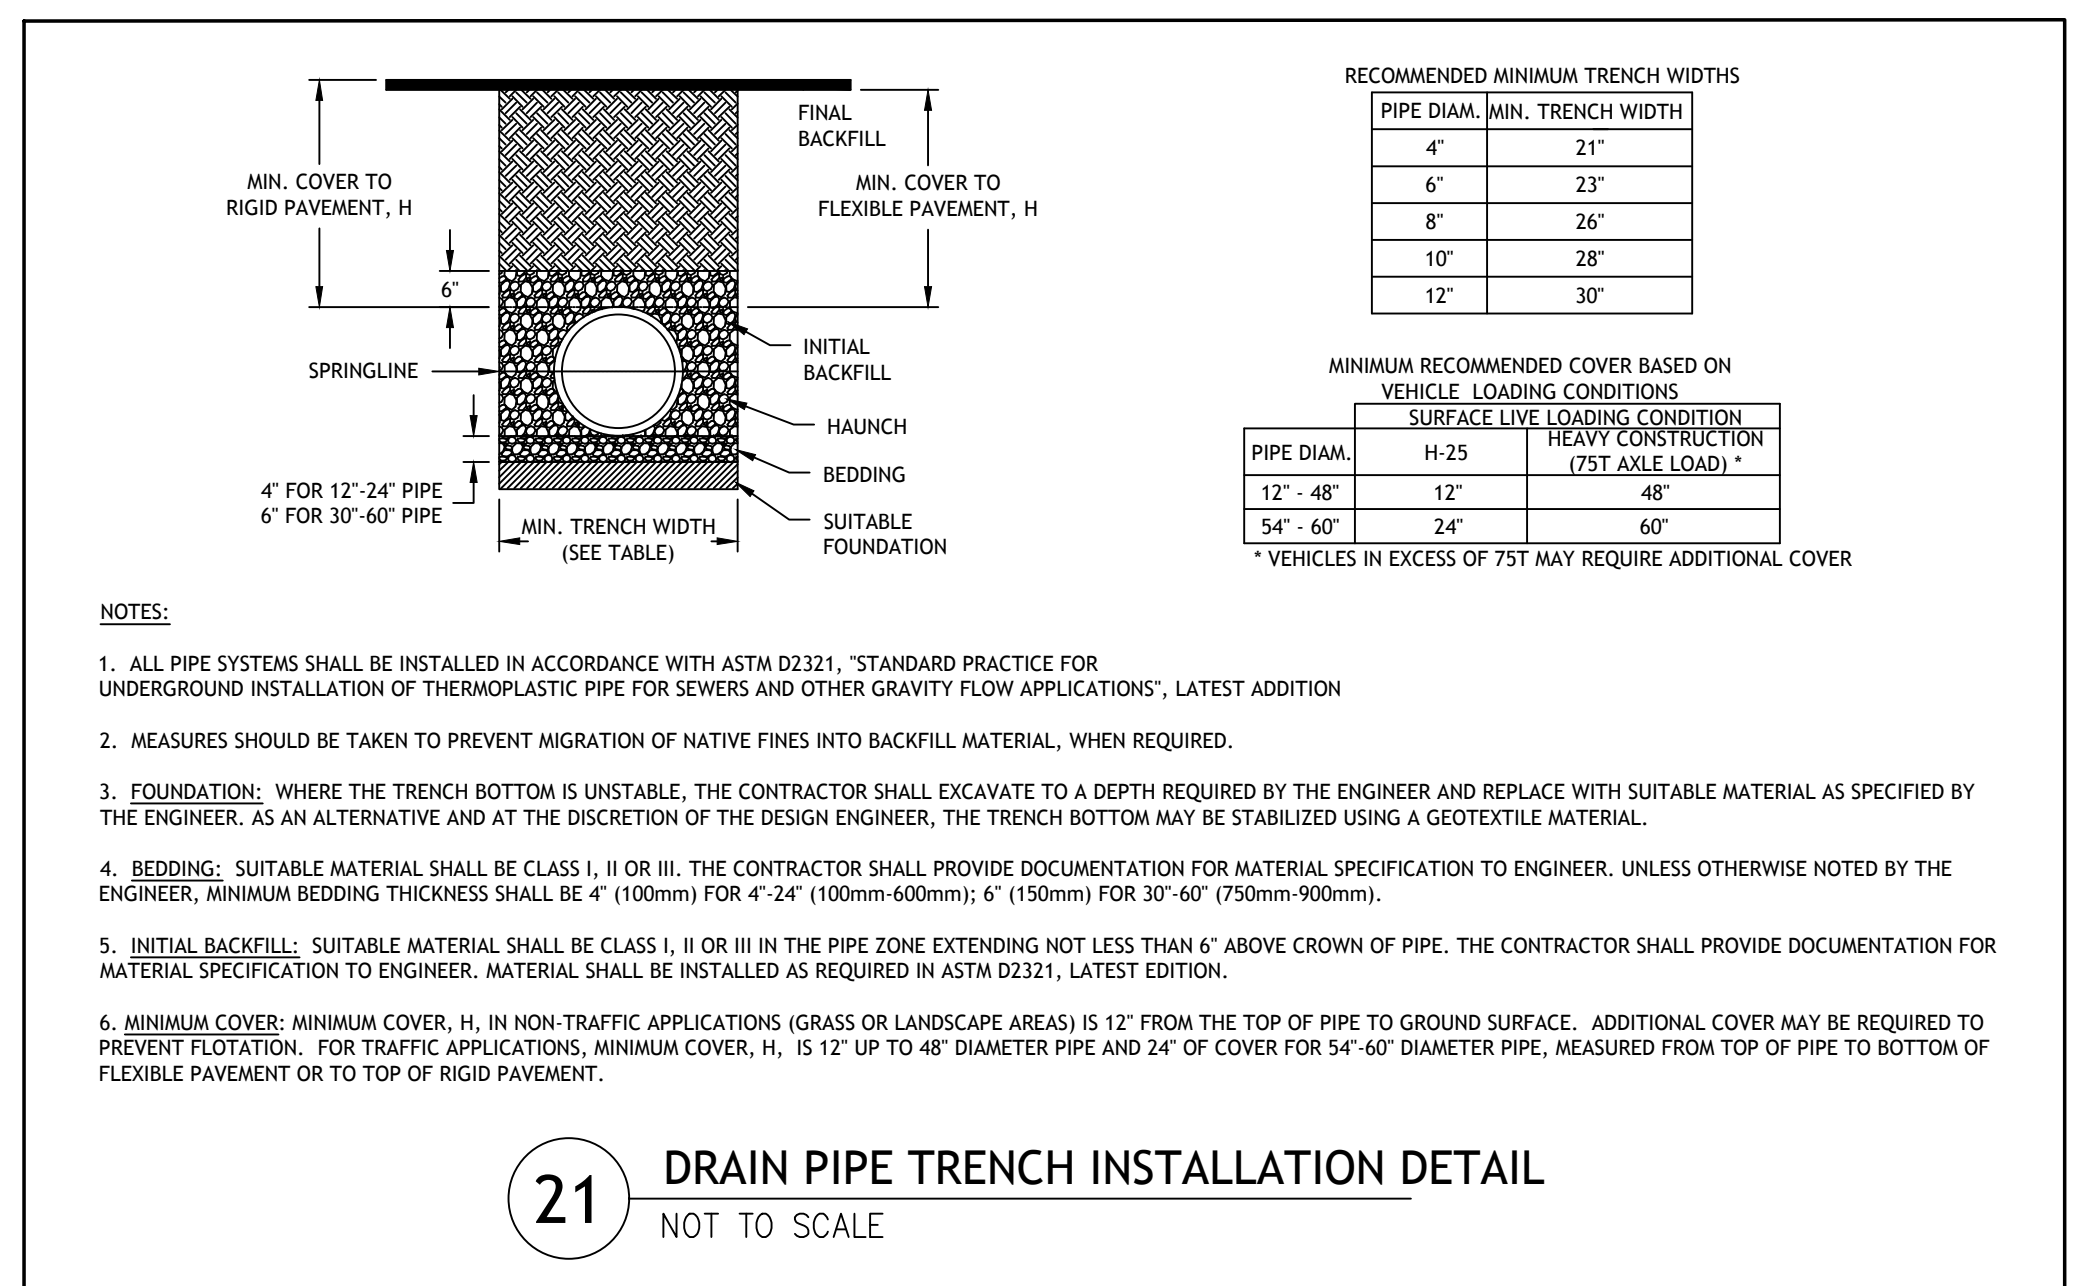 FINAL
BACKFILL
MIN. COVER TO
RIGID PAVEMENT, H
MIN. COVER TO
FLEXIBLE PAVEMENT, H
6"
SPRINGLINE
INITIAL
BACKFILL
HAUNCH
BEDDING
4" FOR 12"-24" PIPE
6" FOR 30"-60" PIPE
MIN. TRENCH WIDTH
(SEE TABLE)
SUITABLE
FOUNDATION
RECOMMENDED MINIMUM TRENCH WIDTHS
PIPE DIAM. MIN. TRENCH WIDTH
4" 21"
6" 23"
8" 26"
10" 28"
12" 30"
MINIMUM RECOMMENDED COVER BASED ON
VEHICLE LOADING CONDITIONS
SURFACE LIVE LOADING CONDITION
PIPE DIAM. H-25 HEAVY CONSTRUCTION
(75T AXLE LOAD) *
12" - 48" 12" 48"
54" - 60" 24" 60"
* VEHICLES IN EXCESS OF 75T MAY REQUIRE ADDITIONAL COVER
NOTES:
1. ALL PIPE SYSTEMS SHALL BE INSTALLED IN ACCORDANCE WITH ASTM D2321, "STANDARD PRACTICE FOR
UNDERGROUND INSTALLATION OF THERMOPLASTIC PIPE FOR SEWERS AND OTHER GRAVITY FLOW APPLICATIONS", LATEST ADDITION
2. MEASURES SHOULD BE TAKEN TO PREVENT MIGRATION OF NATIVE FINES INTO BACKFILL MATERIAL, WHEN REQUIRED.
3. FOUNDATION: WHERE THE TRENCH BOTTOM IS UNSTABLE, THE CONTRACTOR SHALL EXCAVATE TO A DEPTH REQUIRED BY THE ENGINEER AND REPLACE WITH SUITABLE MATERIAL AS SPECIFIED BY
THE ENGINEER. AS AN ALTERNATIVE AND AT THE DISCRETION OF THE DESIGN ENGINEER, THE TRENCH BOTTOM MAY BE STABILIZED USING A GEOTEXTILE MATERIAL.
4. BEDDING: SUITABLE MATERIAL SHALL BE CLASS I, II OR III. THE CONTRACTOR SHALL PROVIDE DOCUMENTATION FOR MATERIAL SPECIFICATION TO ENGINEER. UNLESS OTHERWISE NOTED BY THE
ENGINEER, MINIMUM BEDDING THICKNESS SHALL BE 4" (100mm) FOR 4"-24" (100mm-600mm); 6" (150mm) FOR 30"-60" (750mm-900mm).
5. INITIAL BACKFILL: SUITABLE MATERIAL SHALL BE CLASS I, II OR III IN THE PIPE ZONE EXTENDING NOT LESS THAN 6" ABOVE CROWN OF PIPE. THE CONTRACTOR SHALL PROVIDE DOCUMENTATION FOR
MATERIAL SPECIFICATION TO ENGINEER. MATERIAL SHALL BE INSTALLED AS REQUIRED IN ASTM D2321, LATEST EDITION.
6. MINIMUM COVER: MINIMUM COVER, H, IN NON-TRAFFIC APPLICATIONS (GRASS OR LANDSCAPE AREAS) IS 12" FROM THE TOP OF PIPE TO GROUND SURFACE. ADDITIONAL COVER MAY BE REQUIRED TO
PREVENT FLOTATION. FOR TRAFFIC APPLICATIONS, MINIMUM COVER, H, IS 12" UP TO 48" DIAMETER PIPE AND 24" OF COVER FOR 54"-60" DIAMETER PIPE, MEASURED FROM TOP OF PIPE TO BOTTOM OF
FLEXIBLE PAVEMENT OR TO TOP OF RIGID PAVEMENT.
21 DRAIN PIPE TRENCH INSTALLATION DETAIL
NOT TO SCALE